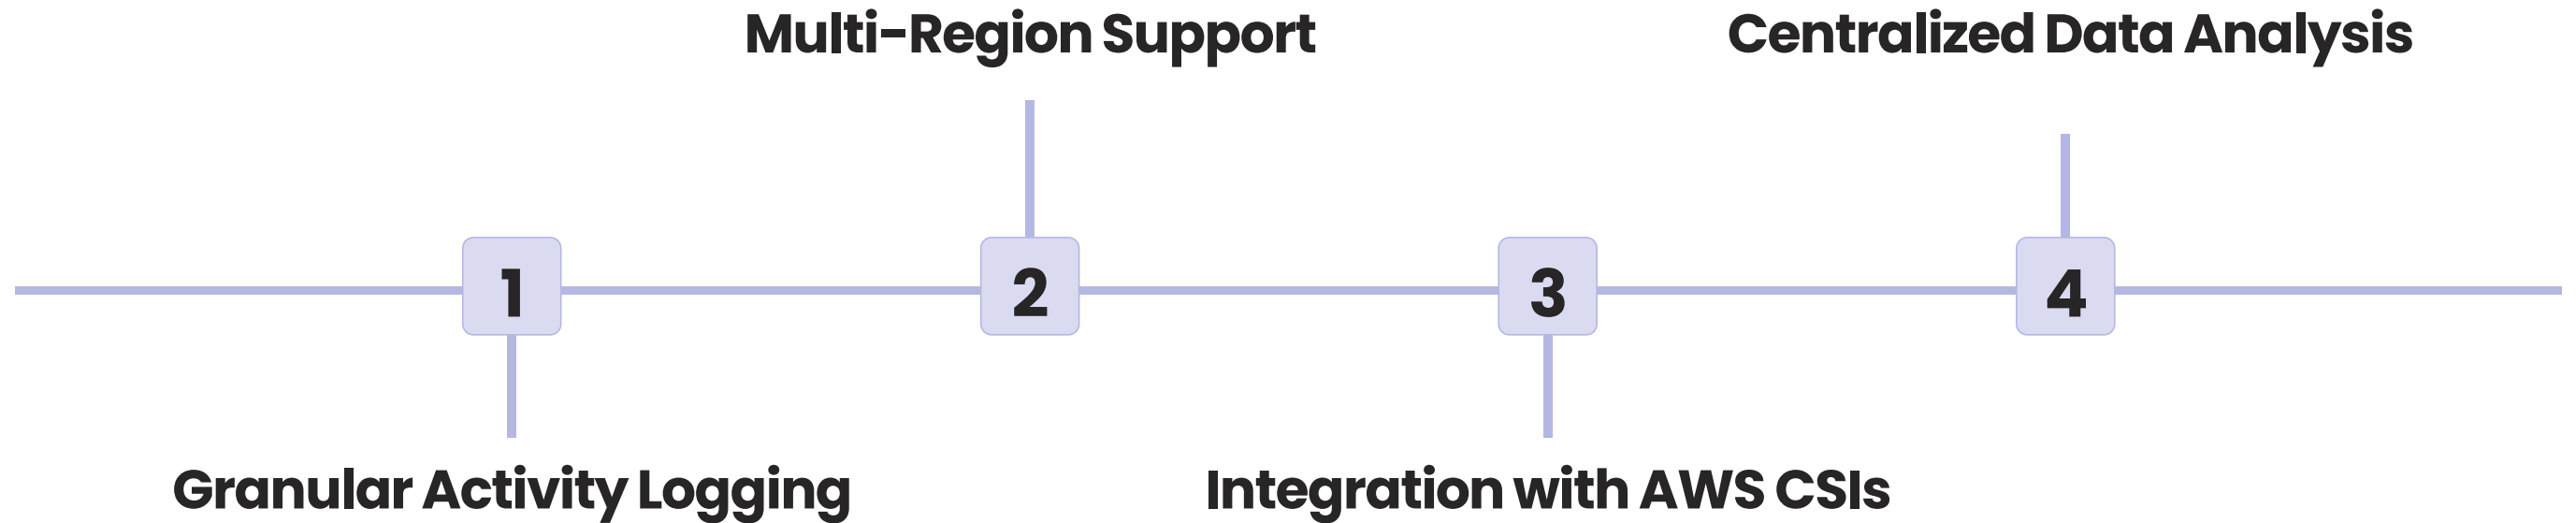 Multi-Region Support
Centralized Data Analysis
1
2
3
4
Granular Activity Logging
Integration with AWS CSIs